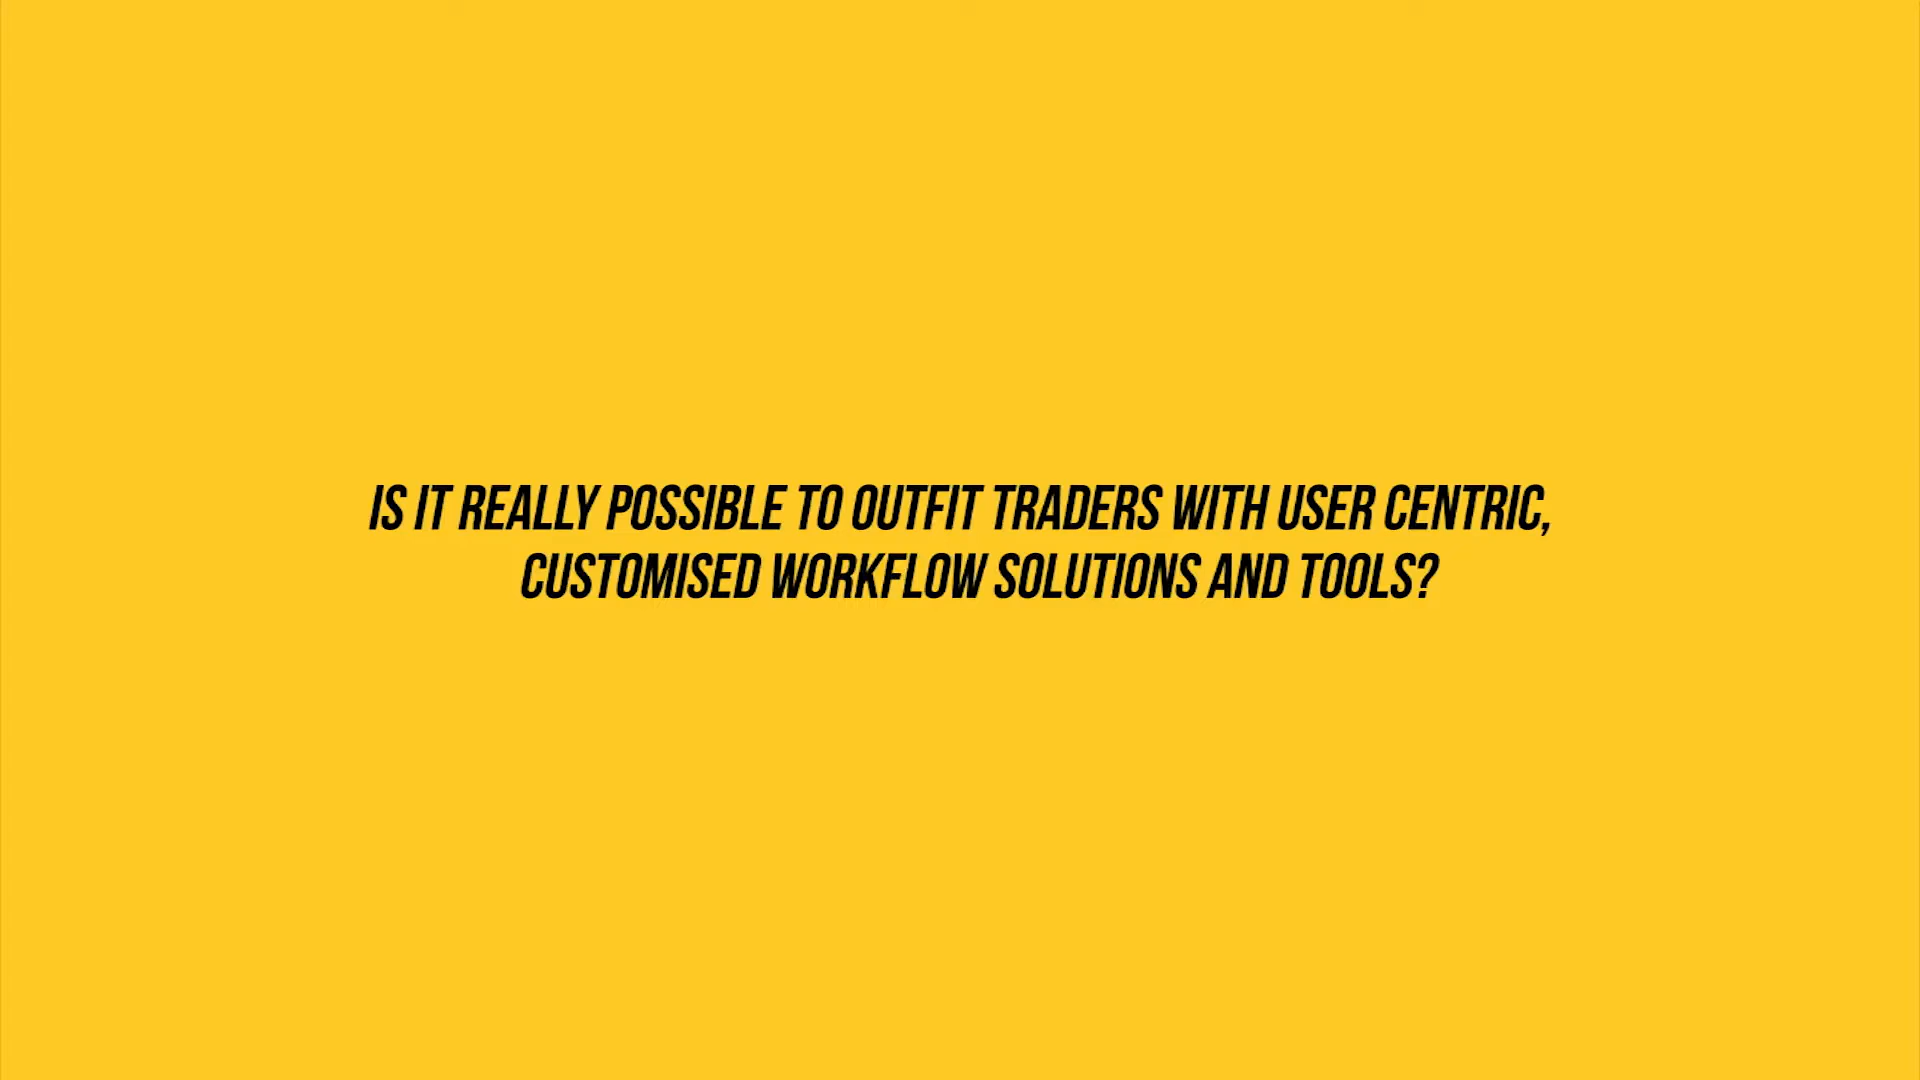 IS IT REALLY POSSIBLE TO OUTFIT TRADERS WITH USER CENTRIC,
CUSTOMISED WORKFLOW SOLUTIONS AND TOOLS?